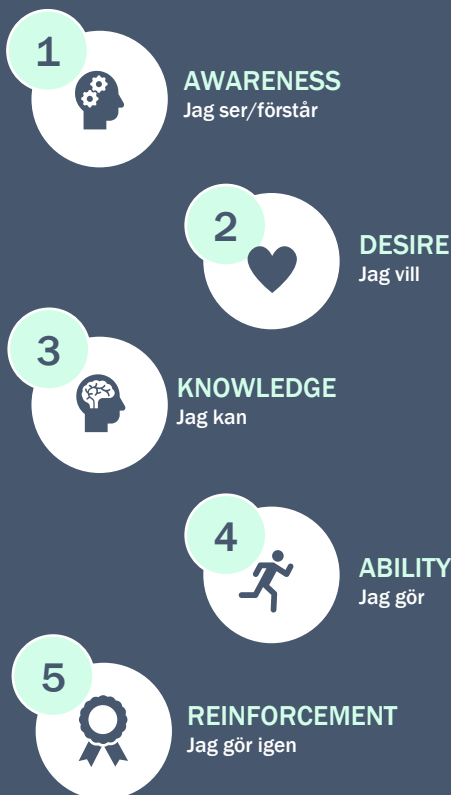 1
AWARENESS
Jag ser/förstår
2
DESIRE
Jag vill
3
KNOWLEDGE
Jag kan
4
ABILITY
Jag gör
5
REINFORCEMENT
Jag gör igen